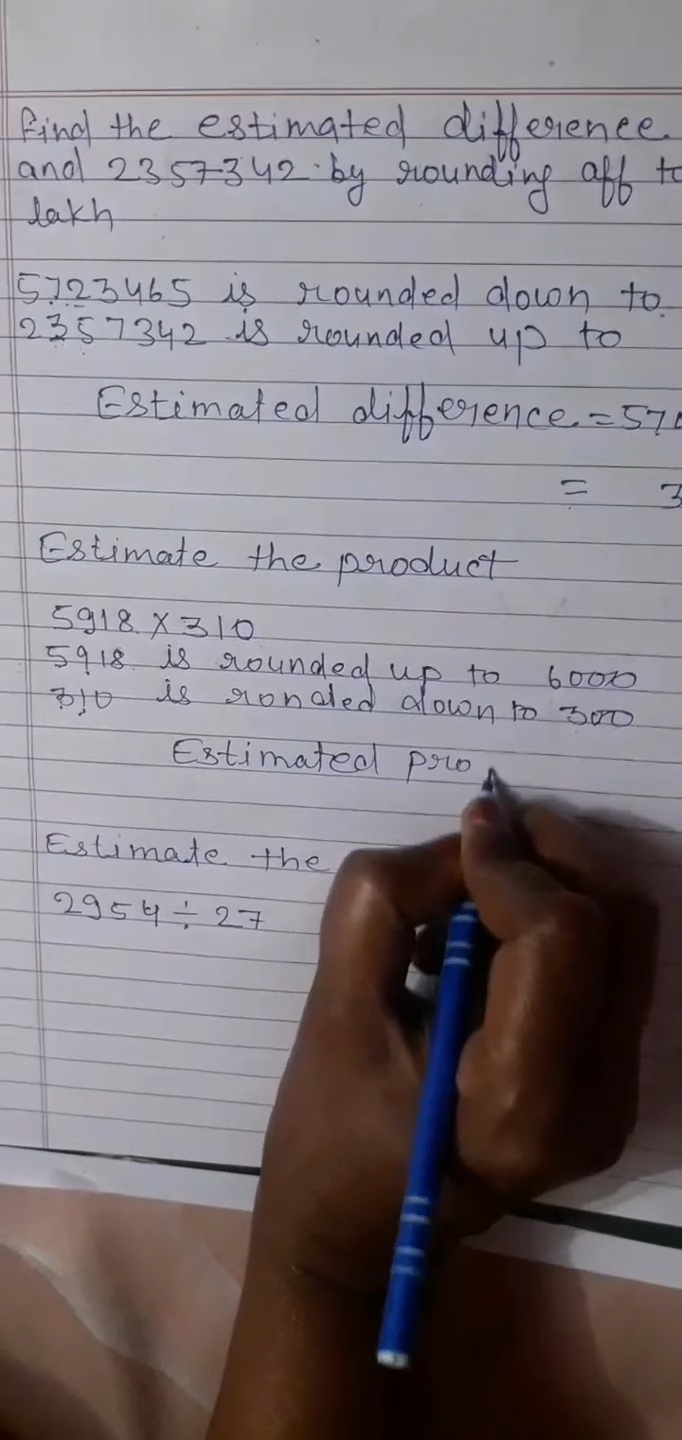 find the estimated difference
and 2357342 by rounding off to
lakh
5723465 is rounded down to
2357342 is rounded up to
Estimated difference = 570
= 3
Estimate the product
5918 X 310
5918 is rounded up to 6000
310 is ronded down to 300
Estimated pro
Estimate the
2954 ÷ 27